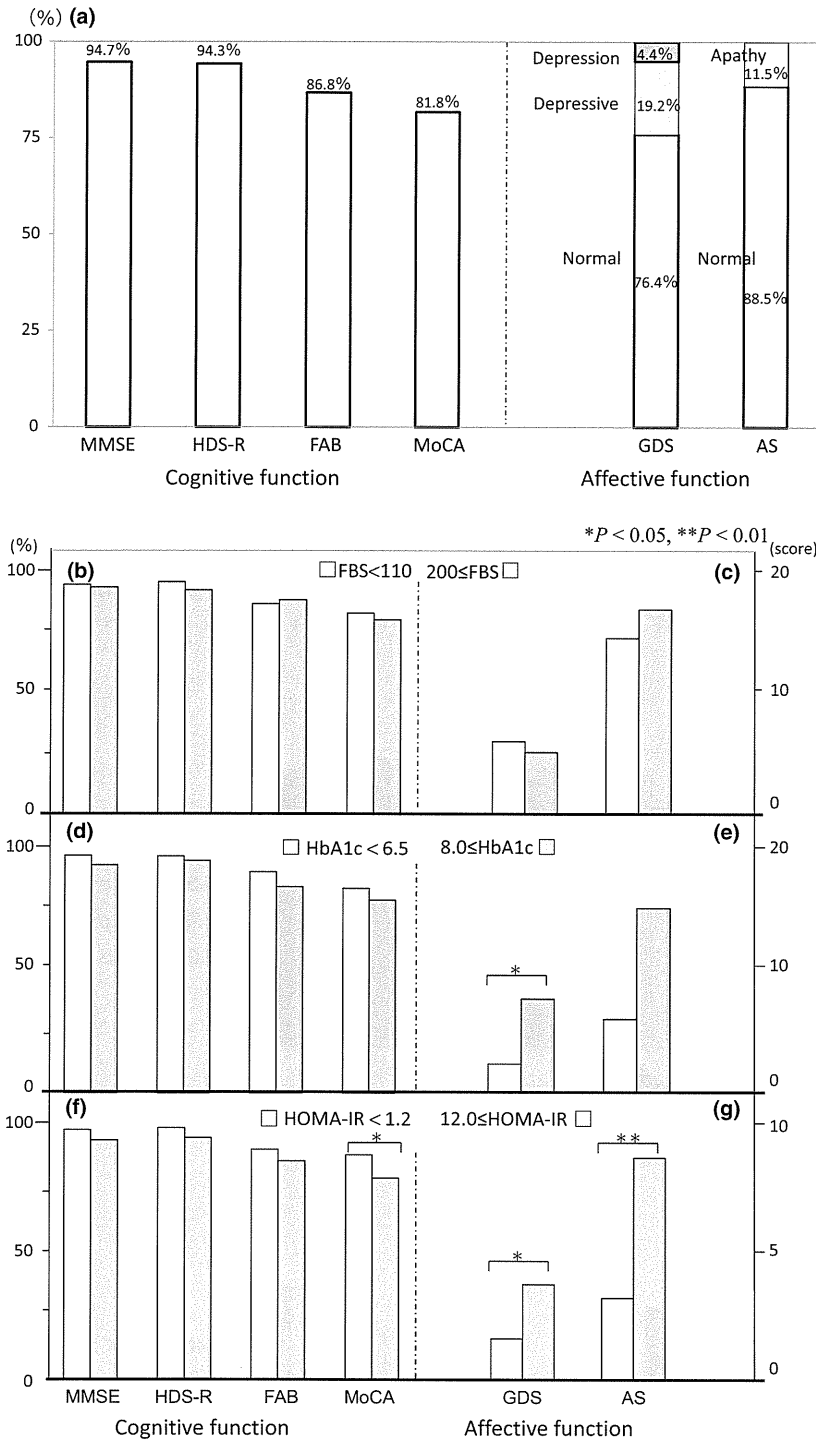 (%) (a)
100
75
50
25
0
94.7%
94.3%
86.8%
81.8%
Depression
4.4%
Apathy
11.5%
Depressive
19.2%
Normal
76.4%
Normal
88.5%
MMSE HDS-R FAB MoCA GDS AS
Cognitive function Affective function
*P < 0.05, **P < 0.01
(%) (score)
(b) FBS<110 200≤FBS (c)
100 20
50 10
0 0
(d) HbA1c < 6.5 8.0≤HbA1c (e)
100 20
*
50 10
0 0
(f) HOMA-IR < 1.2 12.0≤HOMA-IR (g)
100 10
* **
50 5
*
0 0
MMSE HDS-R FAB MoCA GDS AS
Cognitive function Affective function